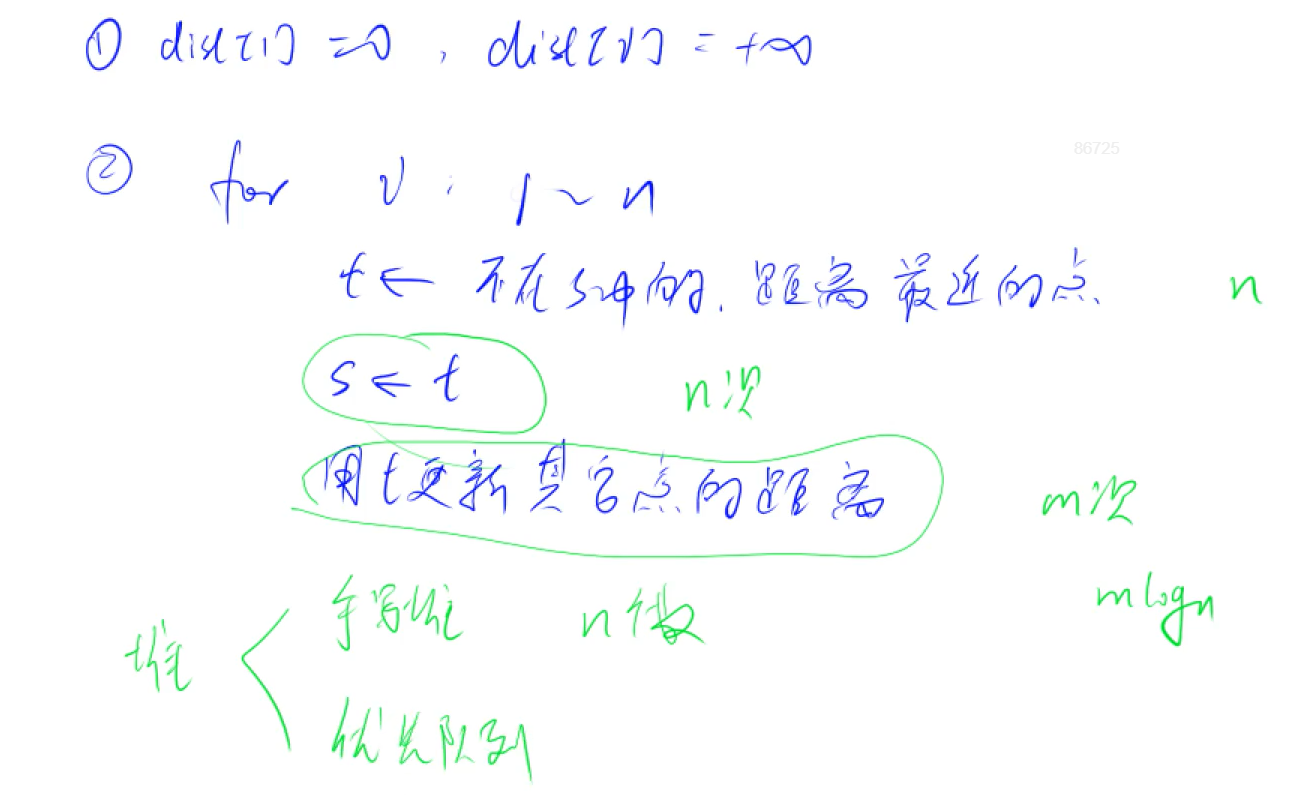 ① dist[1] = 0 , dist[v] = +∞
86725
② for v : 1 ~ n
t ← 不在s中的. 距离最近的点. n
s ← t n次
用t更新其它点的距离 m次
手写堆 n个数 mlogn
堆
优先队列